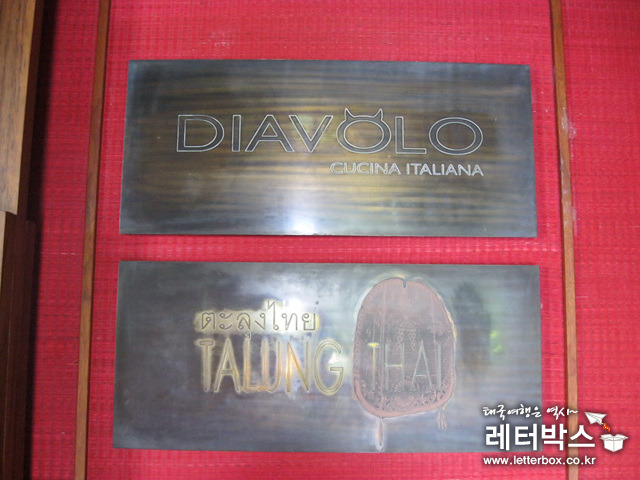 DIAVOLO
CUCINA ITALIANA
ตะลุงไทย
TALUNG THAI
태국여행은 역시~
레터박스
www.letterbox.co.kr